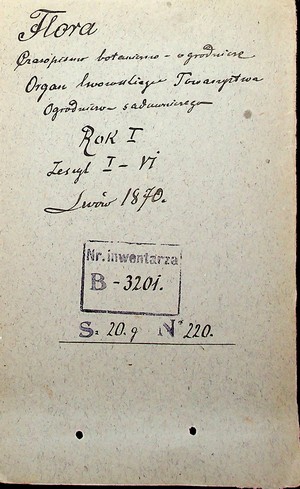 Flora
Czasopismo botaniczno - ogrodnicze
Organ lwowskiego Towarzystwa
Ogrodniczo sadowniczego
Rok I
Zeszyt I - VI
Lwów 1870.
Nr. inwentarza
B - 3201.
S. 20. g N° 220.